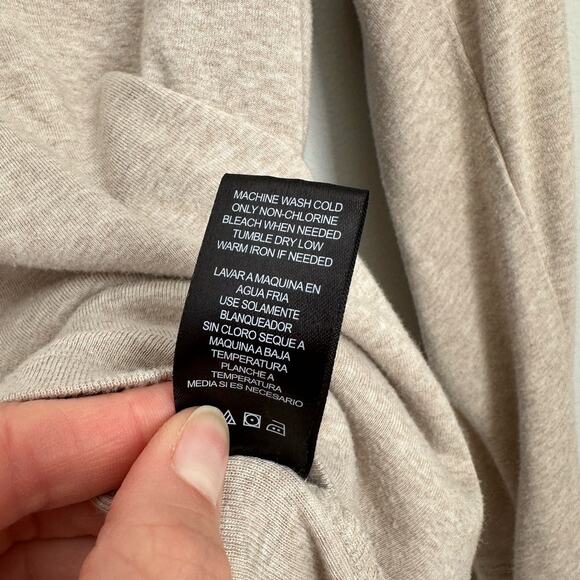 MACHINE WASH COLD
ONLY NON-CHLORINE
BLEACH WHEN NEEDED
TUMBLE DRY LOW
WARM IRON IF NEEDED
LAVAR A MAQUINA EN
AGUA FRIA
USE SOLAMENTE
BLANQUEADOR
SIN CLORO SEQUE A
MAQUINA A BAJA
TEMPERATURA
PLANCHE A
TEMPERATURA
MEDIA SI ES NECESARIO